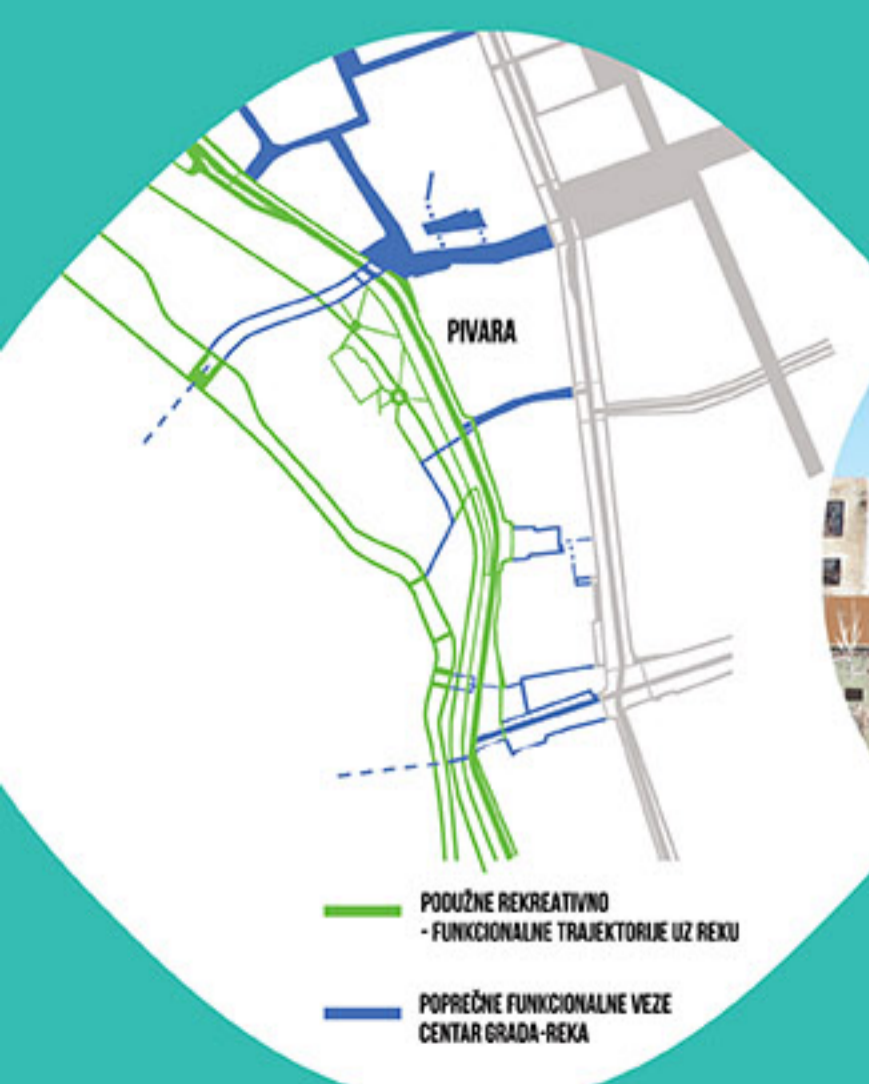 PIVARA
PODUŽNE REKREATIVNO
- FUNKCIONALNE TRAJEKTORIJE UZ REKU
POPREČNE FUNKCIONALNE VEZE
CENTAR GRADA-REKA